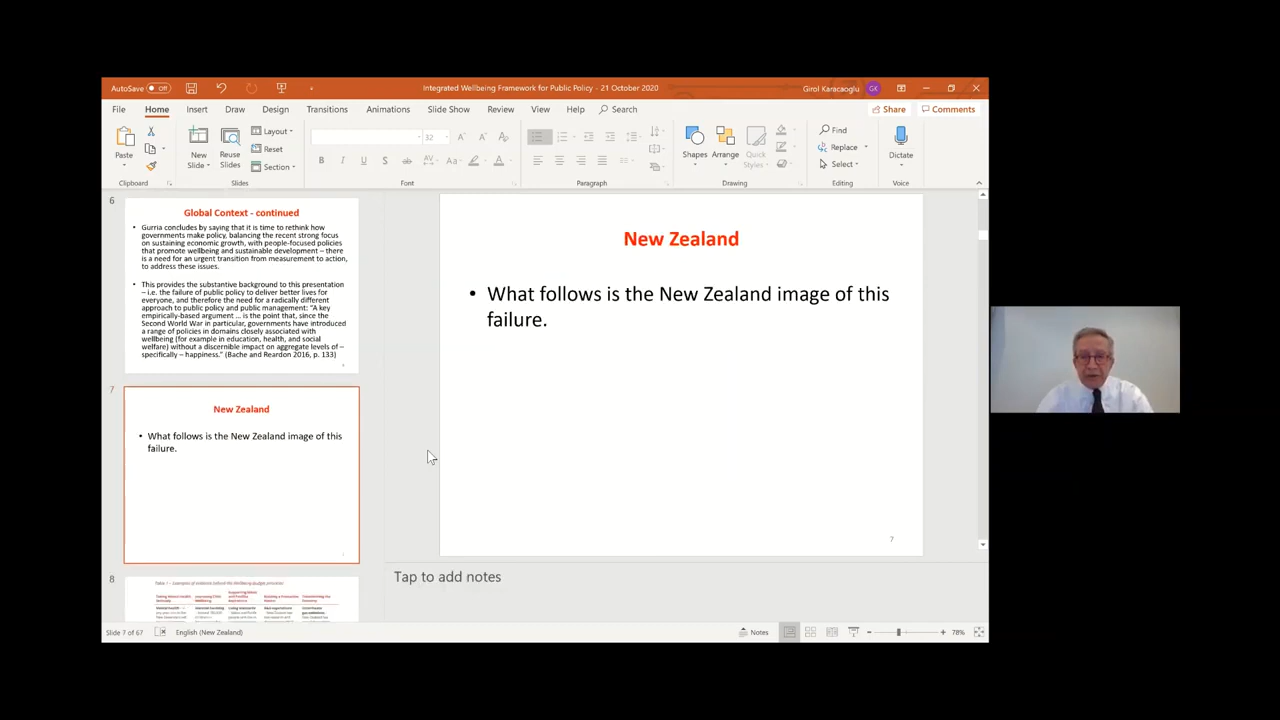 AutoSave Off
Integrated Wellbeing Framework for Public Policy - 21 October 2020
Girol Karacaoglu GK
File Home Insert Draw Design Transitions Animations Slide Show Review View Help Search Share Comments
Paste
New Slide
Reuse Slides
Layout
Reset
Section
32
Shapes
Arrange
Quick Styles
Find
Replace
Select
Dictate
Clipboard
Slides
Font
Paragraph
Drawing
Editing
Voice
6
Global Context - continued
• Gurria concludes by saying that it is time to rethink how
governments make policy, balancing the recent strong focus
on sustaining economic growth, with people-focused policies
that promote wellbeing and sustainable development – there
is a need for an urgent transition from measurement to action,
to address these issues.
• This provides the substantive background to this presentation
– i.e. the failure of public policy to deliver better lives for
everyone, and therefore the need for a radically different
approach to public policy and public management: “A key
empirically-based argument … is the point that, since the
Second World War in particular, governments have introduced
a range of policies in domains closely associated with
wellbeing (for example in education, health, and social
welfare) without a discernible impact on aggregate levels of –
specifically – happiness.” (Bache and Reardon 2016, p. 133)
7
New Zealand
• What follows is the New Zealand image of this
failure.
8
New Zealand
• What follows is the New Zealand image of this
failure.
7
Tap to add notes
Slide 7 of 67
English (New Zealand)
Notes
78%